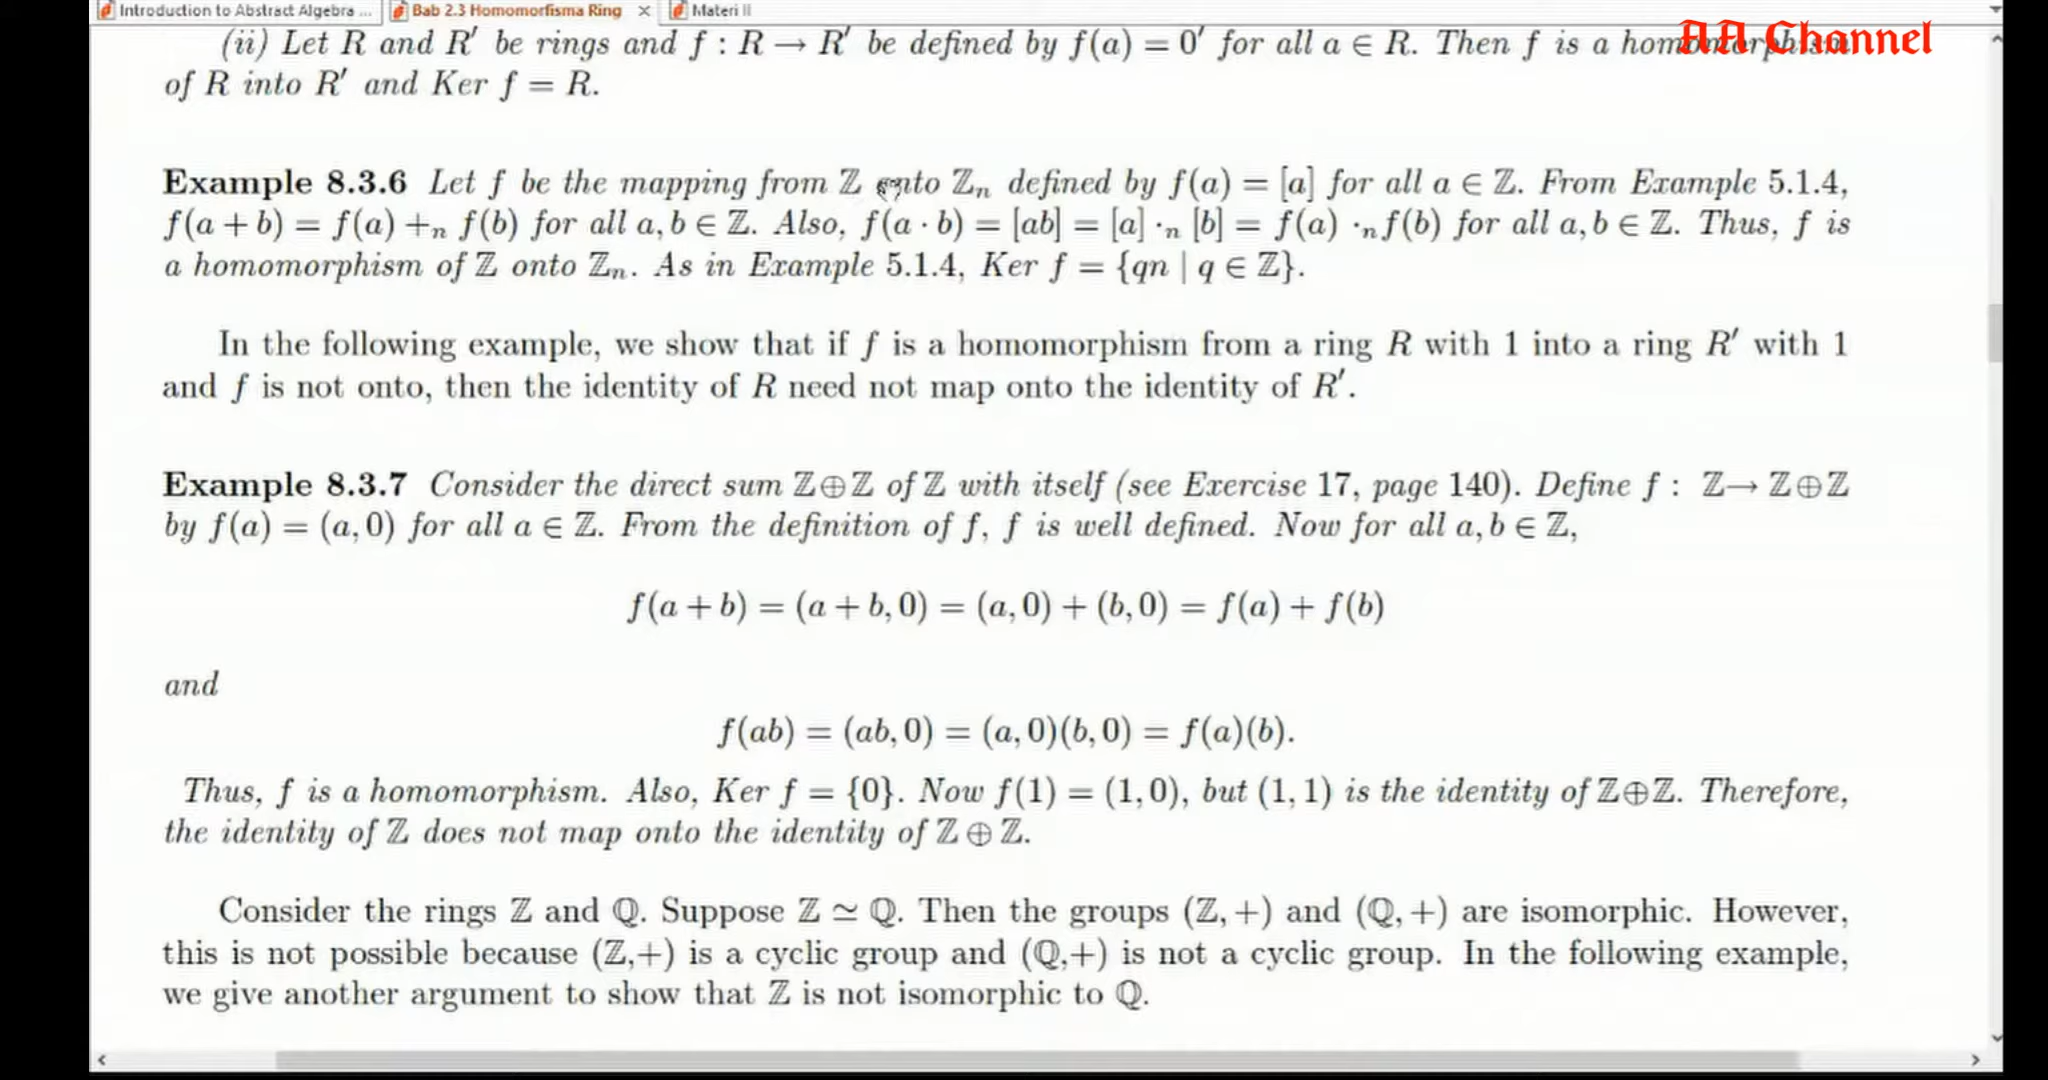 Introduction to Abstract Algebra ... Bab 2.3 Homomorfisma Ring × Materi II
AA Channel
(ii) Let R and R′ be rings and f : R → R′ be defined by f(a) = 0′ for all a ∈ R. Then f is a homomorphism
of R into R′ and Ker f = R.
Example 8.3.6 Let f be the mapping from ℤ onto ℤₙ defined by f(a) = [a] for all a ∈ ℤ. From Example 5.1.4,
f(a + b) = f(a) +ₙ f(b) for all a, b ∈ ℤ. Also, f(a · b) = [ab] = [a] ·ₙ [b] = f(a) ·ₙ f(b) for all a, b ∈ ℤ. Thus, f is
a homomorphism of ℤ onto ℤₙ. As in Example 5.1.4, Ker f = {qn | q ∈ ℤ}.
In the following example, we show that if f is a homomorphism from a ring R with 1 into a ring R′ with 1
and f is not onto, then the identity of R need not map onto the identity of R′.
Example 8.3.7 Consider the direct sum ℤ⊕ℤ of ℤ with itself (see Exercise 17, page 140). Define f : ℤ→ ℤ⊕ℤ
by f(a) = (a, 0) for all a ∈ ℤ. From the definition of f, f is well defined. Now for all a, b ∈ ℤ,
f(a + b) = (a + b, 0) = (a, 0) + (b, 0) = f(a) + f(b)
and
f(ab) = (ab, 0) = (a, 0)(b, 0) = f(a)(b).
Thus, f is a homomorphism. Also, Ker f = {0}. Now f(1) = (1, 0), but (1, 1) is the identity of ℤ⊕ℤ. Therefore,
the identity of ℤ does not map onto the identity of ℤ ⊕ ℤ.
Consider the rings ℤ and ℚ. Suppose ℤ ≃ ℚ. Then the groups (ℤ, +) and (ℚ, +) are isomorphic. However,
this is not possible because (ℤ,+) is a cyclic group and (ℚ,+) is not a cyclic group. In the following example,
we give another argument to show that ℤ is not isomorphic to ℚ.